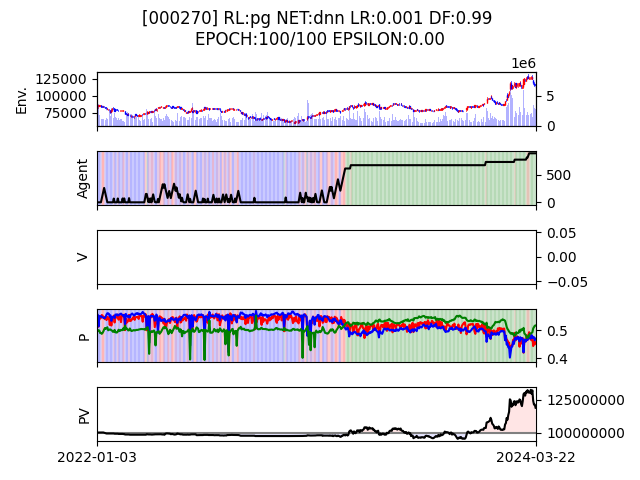 [000270] RL:pg NET:dnn LR:0.001 DF:0.99
EPOCH:100/100 EPSILON:0.00
1e6
Env.
125000
100000
75000
5
0
Agent
500
0
V
0.05
0.00
−0.05
P
0.5
0.4
PV
125000000
100000000
2022-01-03
2024-03-22